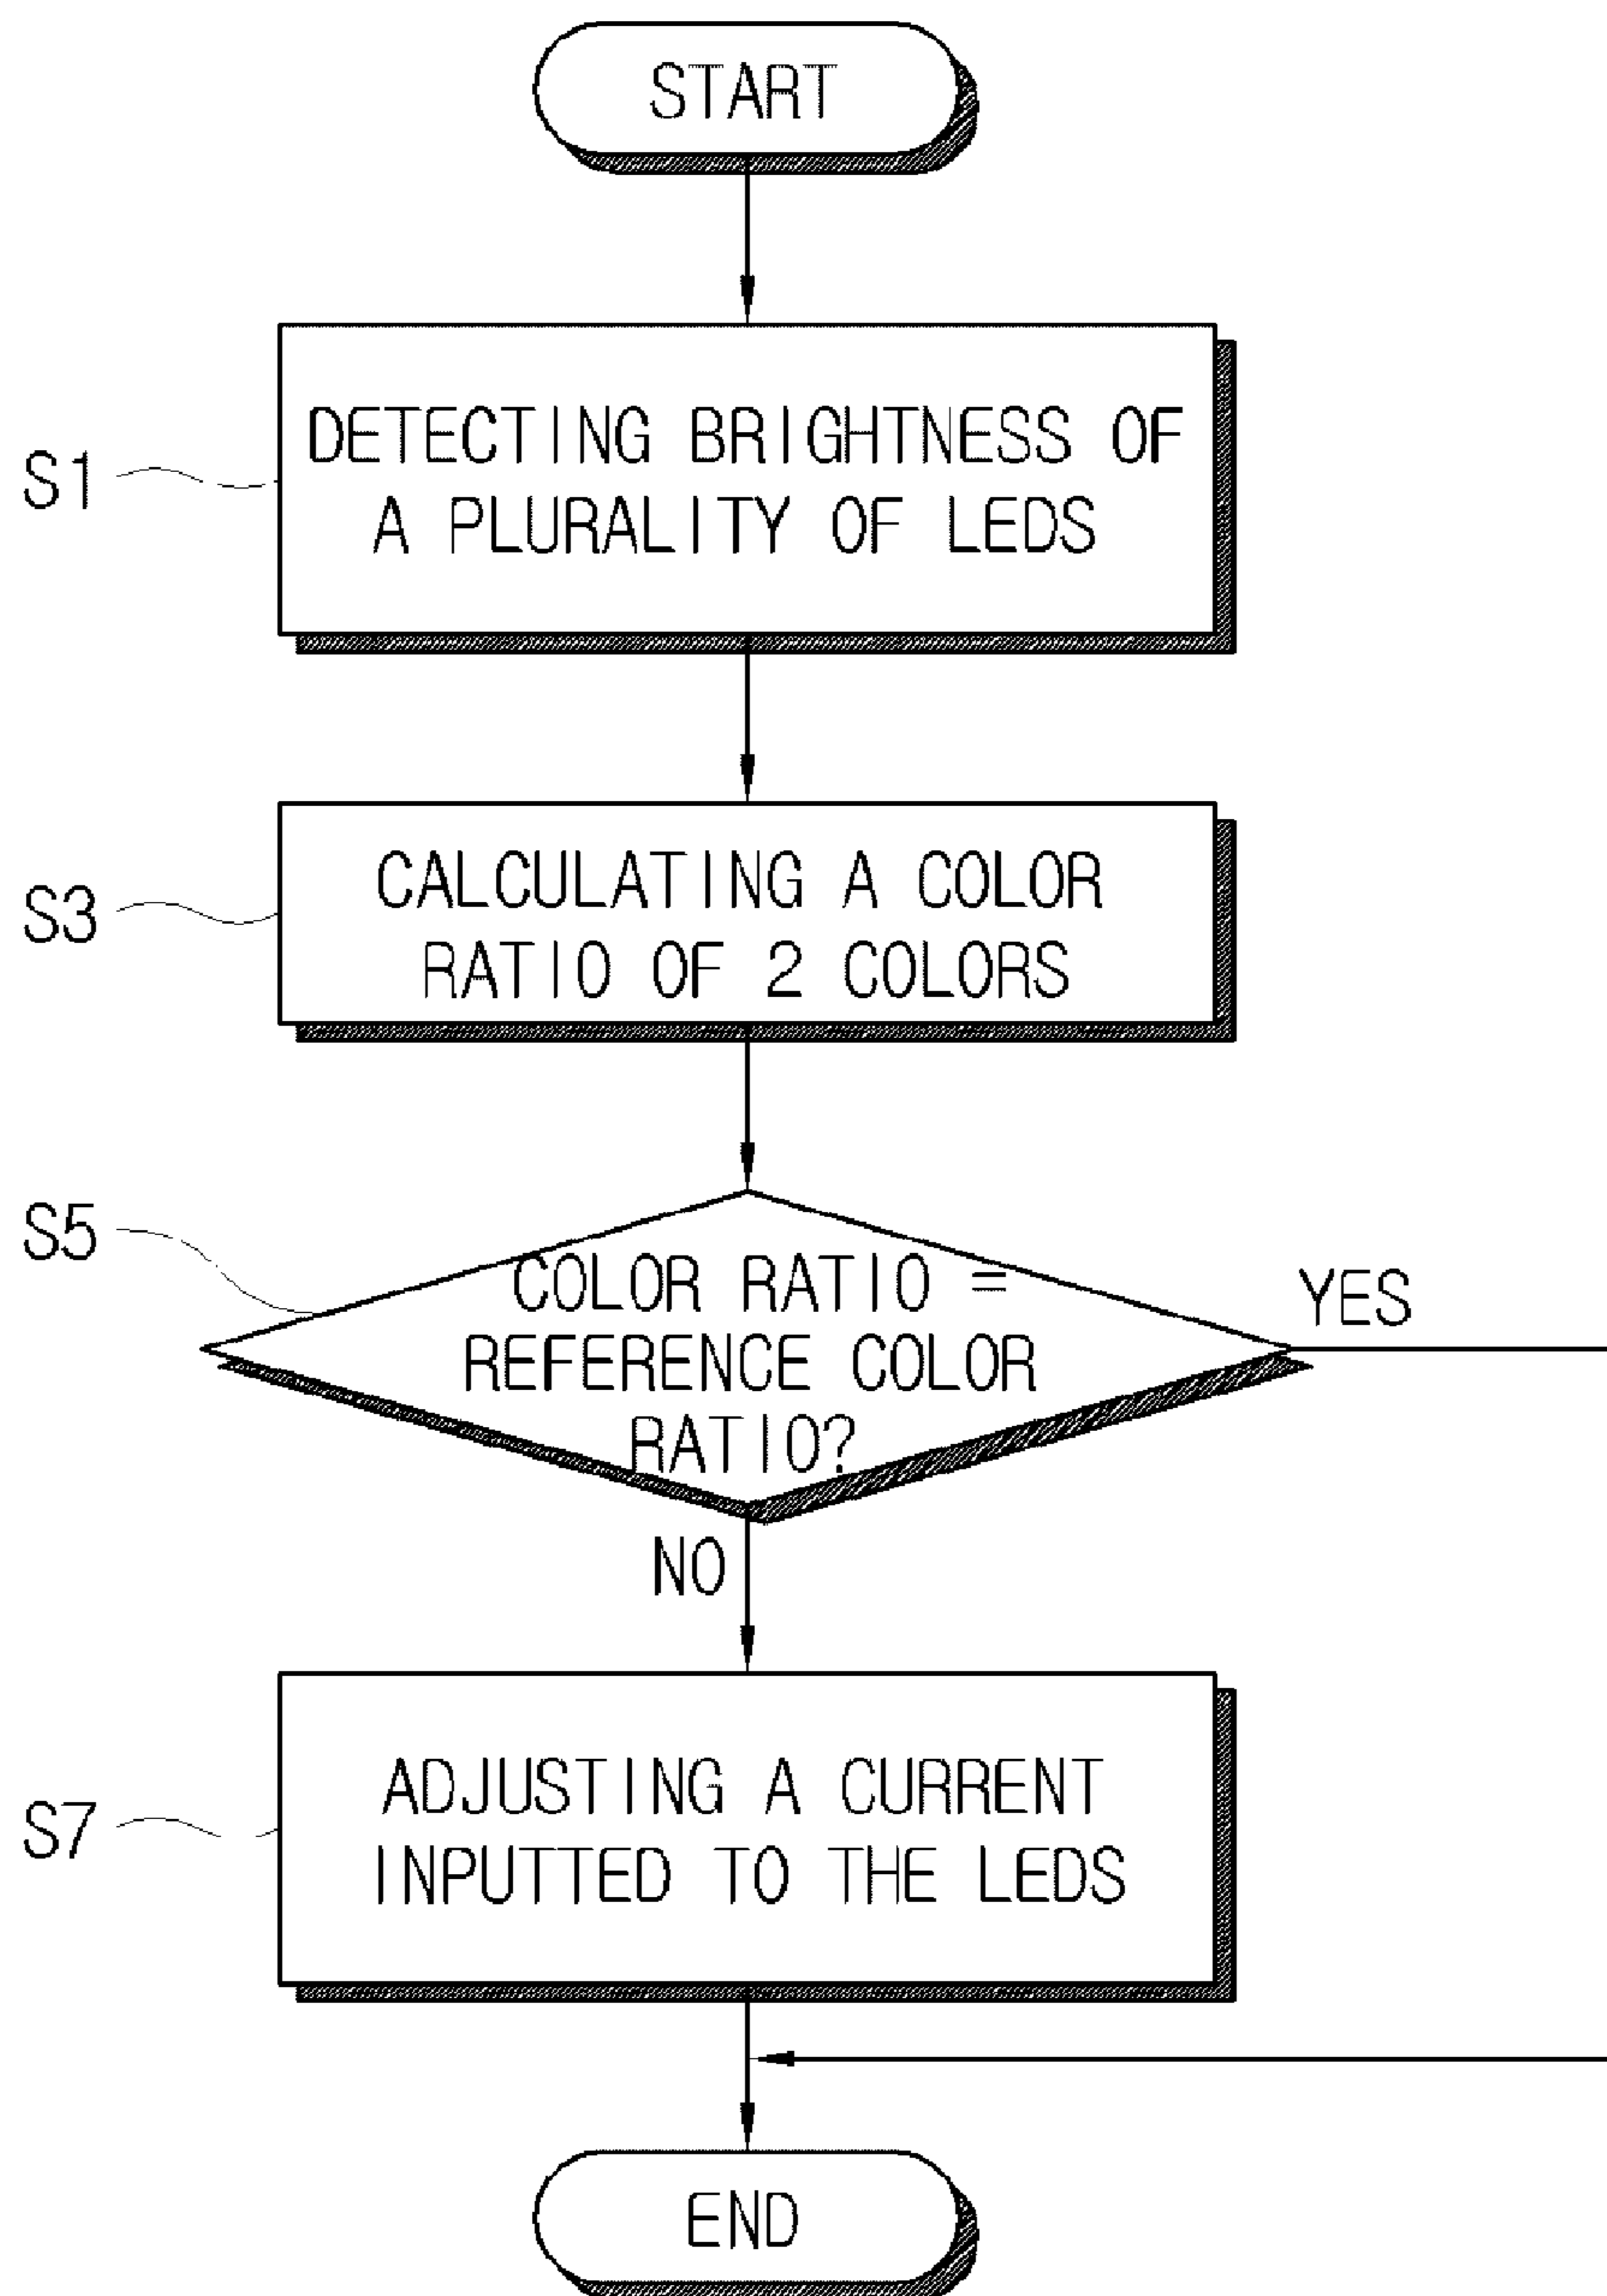 START
S1
DETECTING BRIGHTNESS OF
A PLURALITY OF LEDS
S3
CALCULATING A COLOR
RATIO OF 2 COLORS
S5
COLOR RATIO =
REFERENCE COLOR
RATIO?
YES
NO
S7
ADJUSTING A CURRENT
INPUTTED TO THE LEDS
END